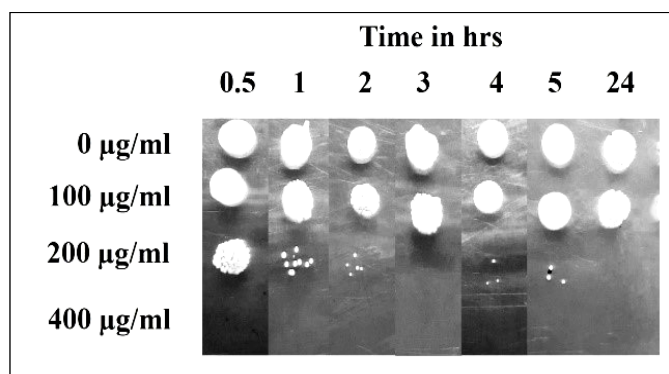 Time in hrs
0.5 1 2 3 4 5 24
0 µg/ml
100 µg/ml
200 µg/ml
400 µg/ml